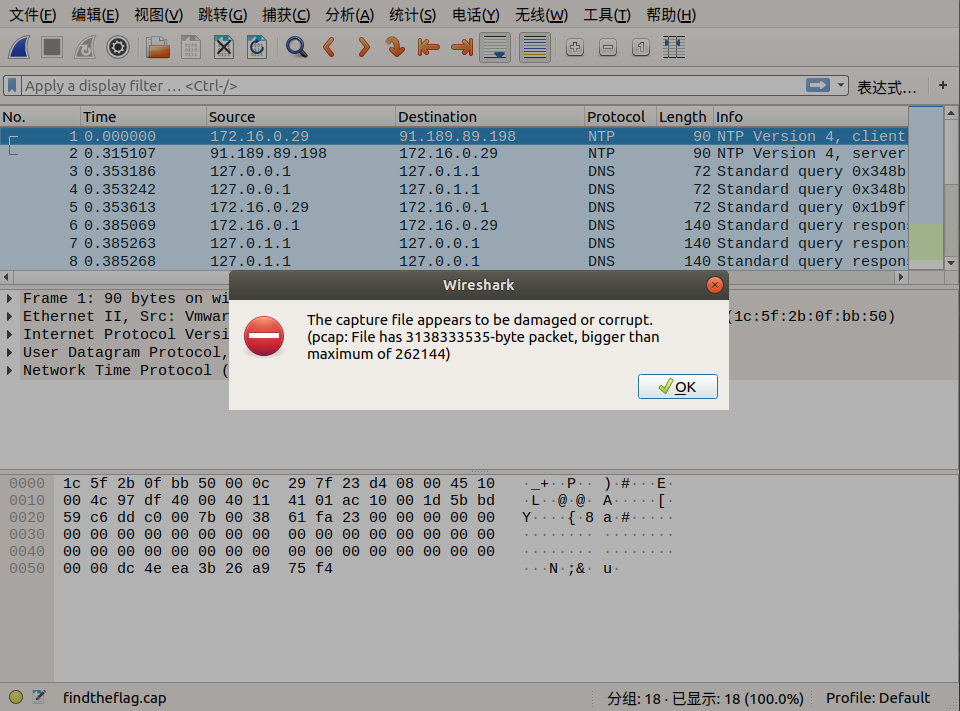 文件(F) 编辑(E) 视图(V) 跳转(G) 捕获(C) 分析(A) 统计(S) 电话(Y) 无线(W) 工具(T) 帮助(H)
Apply a display filter … <Ctrl-/> 表达式… +
No. Time Source Destination Protocol Length Info
1 0.000000 172.16.0.29 91.189.89.198 NTP 90 NTP Version 4, client
2 0.315107 91.189.89.198 172.16.0.29 NTP 90 NTP Version 4, server
3 0.353186 127.0.0.1 127.0.1.1 DNS 72 Standard query 0x348b
4 0.353242 127.0.0.1 127.0.1.1 DNS 72 Standard query 0x348b
5 0.353613 172.16.0.29 172.16.0.1 DNS 72 Standard query 0x1b9f
6 0.385069 172.16.0.1 172.16.0.29 DNS 140 Standard query respon
7 0.385263 127.0.1.1 127.0.0.1 DNS 140 Standard query respon
8 0.385268 127.0.1.1 127.0.0.1 DNS 140 Standard query respon
Wireshark
The capture file appears to be damaged or corrupt.
(pcap: File has 3138333535-byte packet, bigger than
maximum of 262144)
OK
Frame 1: 90 bytes on wi
Ethernet II, Src: Vmwar (1c:5f:2b:0f:bb:50)
Internet Protocol Versi
User Datagram Protocol,
Network Time Protocol (
0000 1c 5f 2b 0f bb 50 00 0c 29 7f 23 d4 08 00 45 10 ·_+··P·· )·#···E·
0010 00 4c 97 df 40 00 40 11 41 01 ac 10 00 1d 5b bd ·L··@·@· A·····[·
0020 59 c6 dd c0 00 7b 00 38 61 fa 23 00 00 00 00 00 Y····{·8 a·#·····
0030 00 00 00 00 00 00 00 00 00 00 00 00 00 00 00 00 ········ ········
0040 00 00 00 00 00 00 00 00 00 00 00 00 00 00 00 00 ········ ········
0050 00 00 dc 4e ea 3b 26 a9 75 f4 ···N·;&· u·
findtheflag.cap 分组: 18 · 已显示: 18 (100.0%) Profile: Default